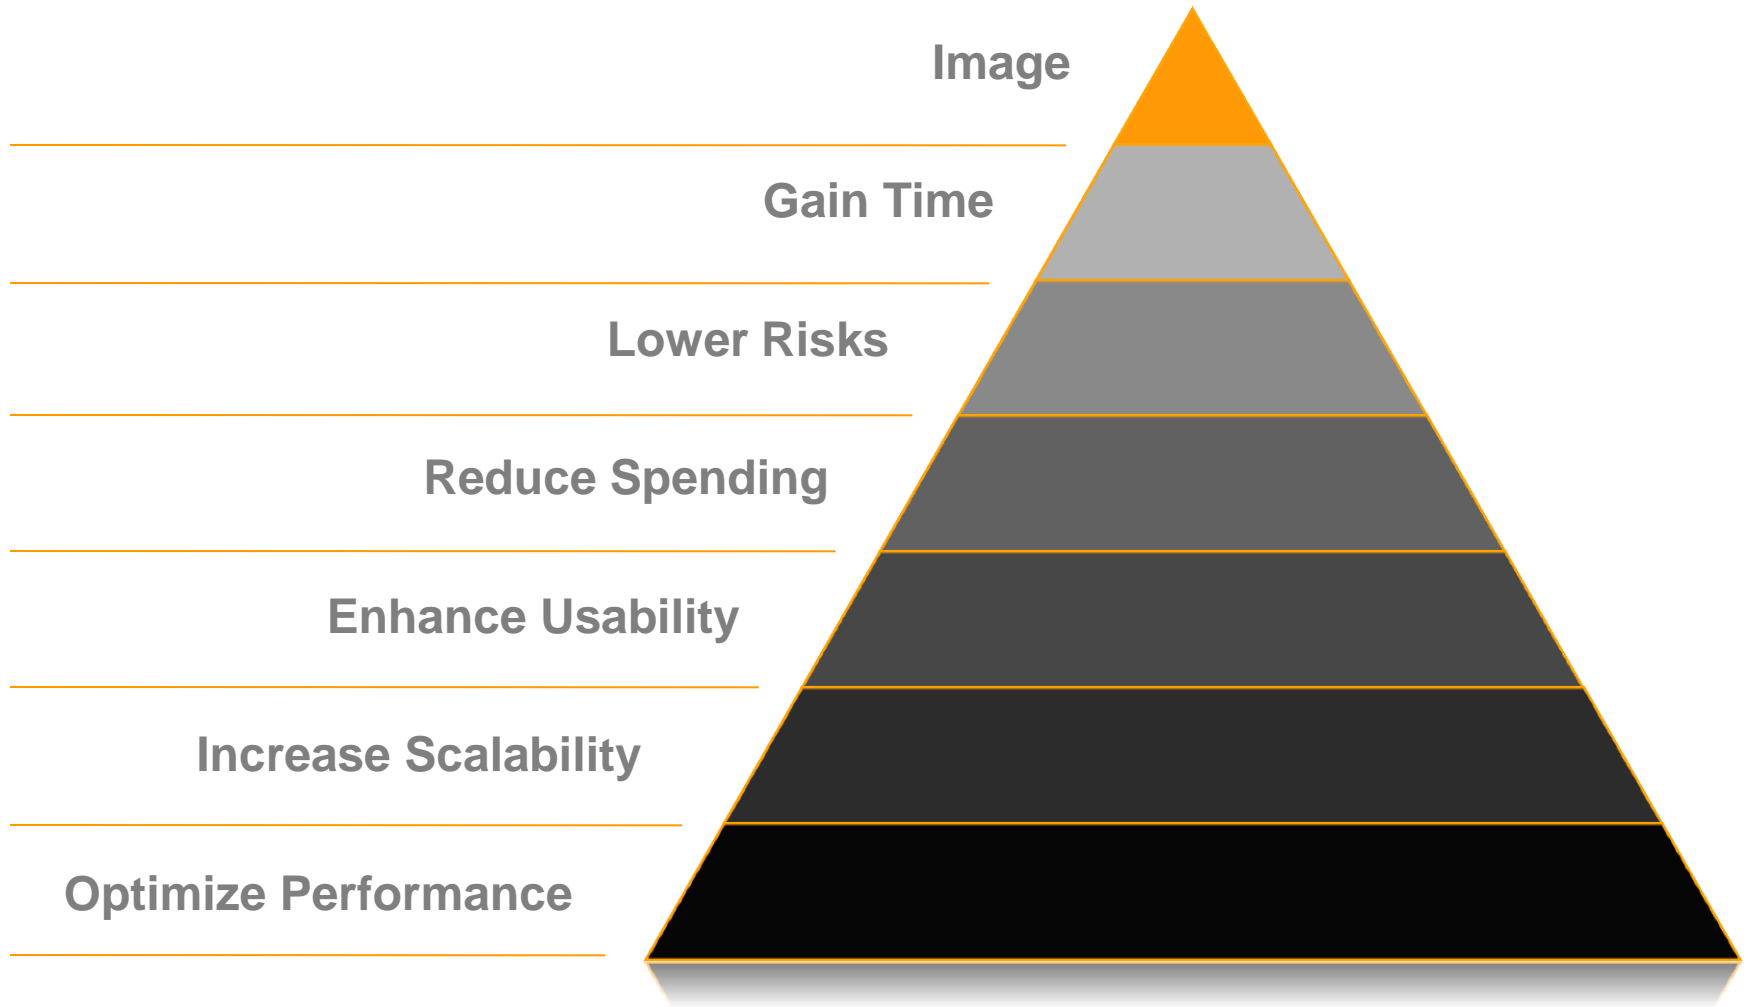 Image
Gain Time
Lower Risks
Reduce Spending
Enhance Usability
Increase Scalability
Optimize Performance